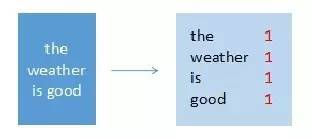 the
weather
is good
the 1
weather 1
is 1
good 1